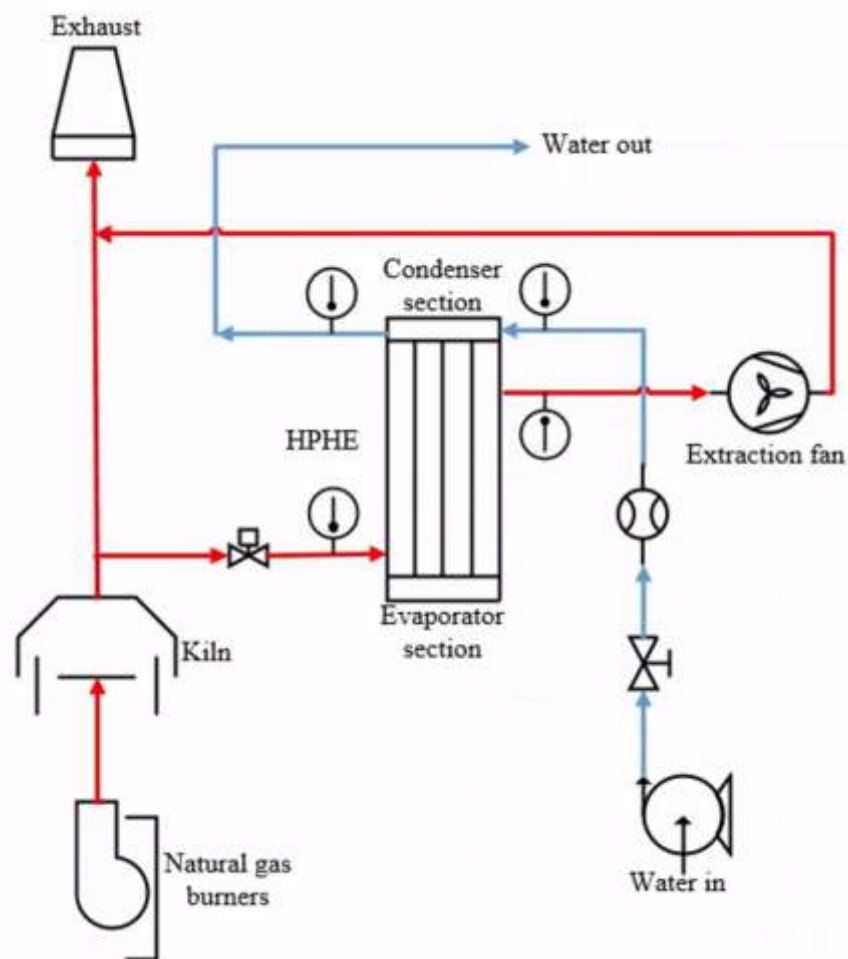 Exhaust
Water out
Condenser
section
HPHE
Extraction fan
Evaporator
section
Kiln
Natural gas
burners
Water in